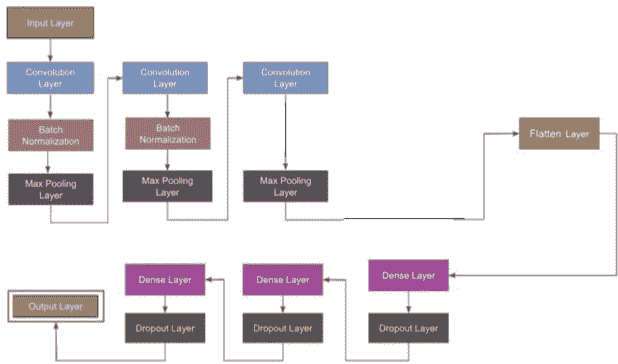 Input Layer
Convolution
Layer
Batch
Normalization
Max Pooling
Layer
Convolution
Layer
Batch
Normalization
Max Pooling
Layer
Convolution
Layer
Max Pooling
Layer
Flatten Layer
Dense Layer
Dropout Layer
Dense Layer
Dropout Layer
Dense Layer
Dropout Layer
Output Layer